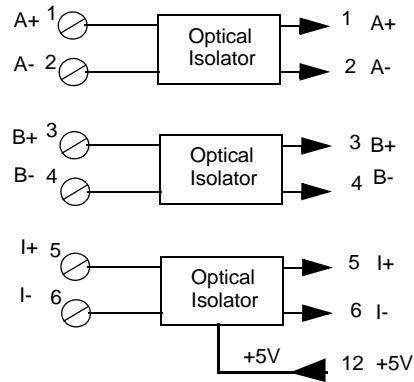 A+ 1 Optical Isolator 1 A+
A- 2 2 A-
B+ 3 Optical Isolator 3 B+
B- 4 4 B-
I+ 5 Optical Isolator 5 I+
I- 6 6 I-
+5V 12 +5V